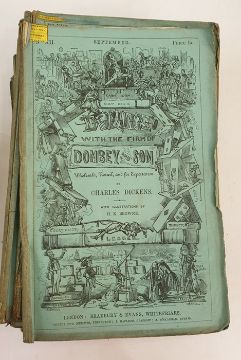 SEPTEMBER.
WITH THE FIRM OF
DOMBEY AND SON
Wholesale, Retail, and for Exportation
BY
CHARLES DICKENS.
WITH ILLUSTRATIONS BY
H. K. BROWNE.
LEDGER
LONDON: BRADBURY & EVANS, WHITEFRIARS.